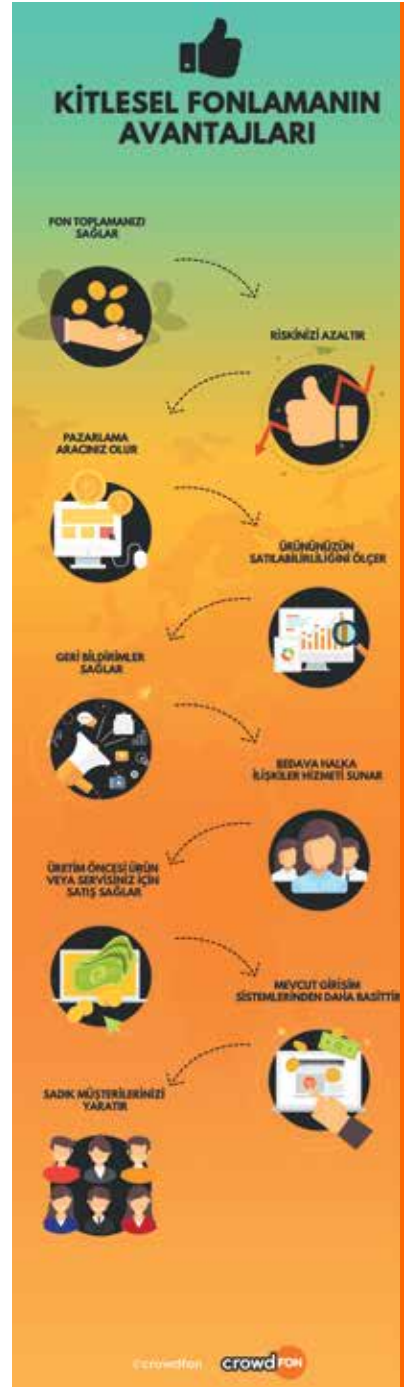 KİTLESEL FONLAMANIN
AVANTAJLARI
FON TOPLAMANIZI
SAĞLAR
RİSKİNİZİ AZALTIR
PAZARLAMA
ARACINIZ OLUR
ÜRÜNÜNÜZÜN
SATILABİLİRLİLİĞİNİ ÖLÇER
GERİ BİLDİRİMLER
SAĞLAR
BEDAVA HALKA
İLİŞKİLER HİZMETİ SUNAR
ÜRETİM ÖNCESİ ÜRÜN
VEYA SERVİSİNİZ İÇİN
SATIŞ SAĞLAR
MEVCUT GİRİŞİM
SİSTEMLERİNDEN DAHA BASİTTİR
SADIK MÜŞTERİLERİNİZİ
YARATIR
©crowdfon crowdFON